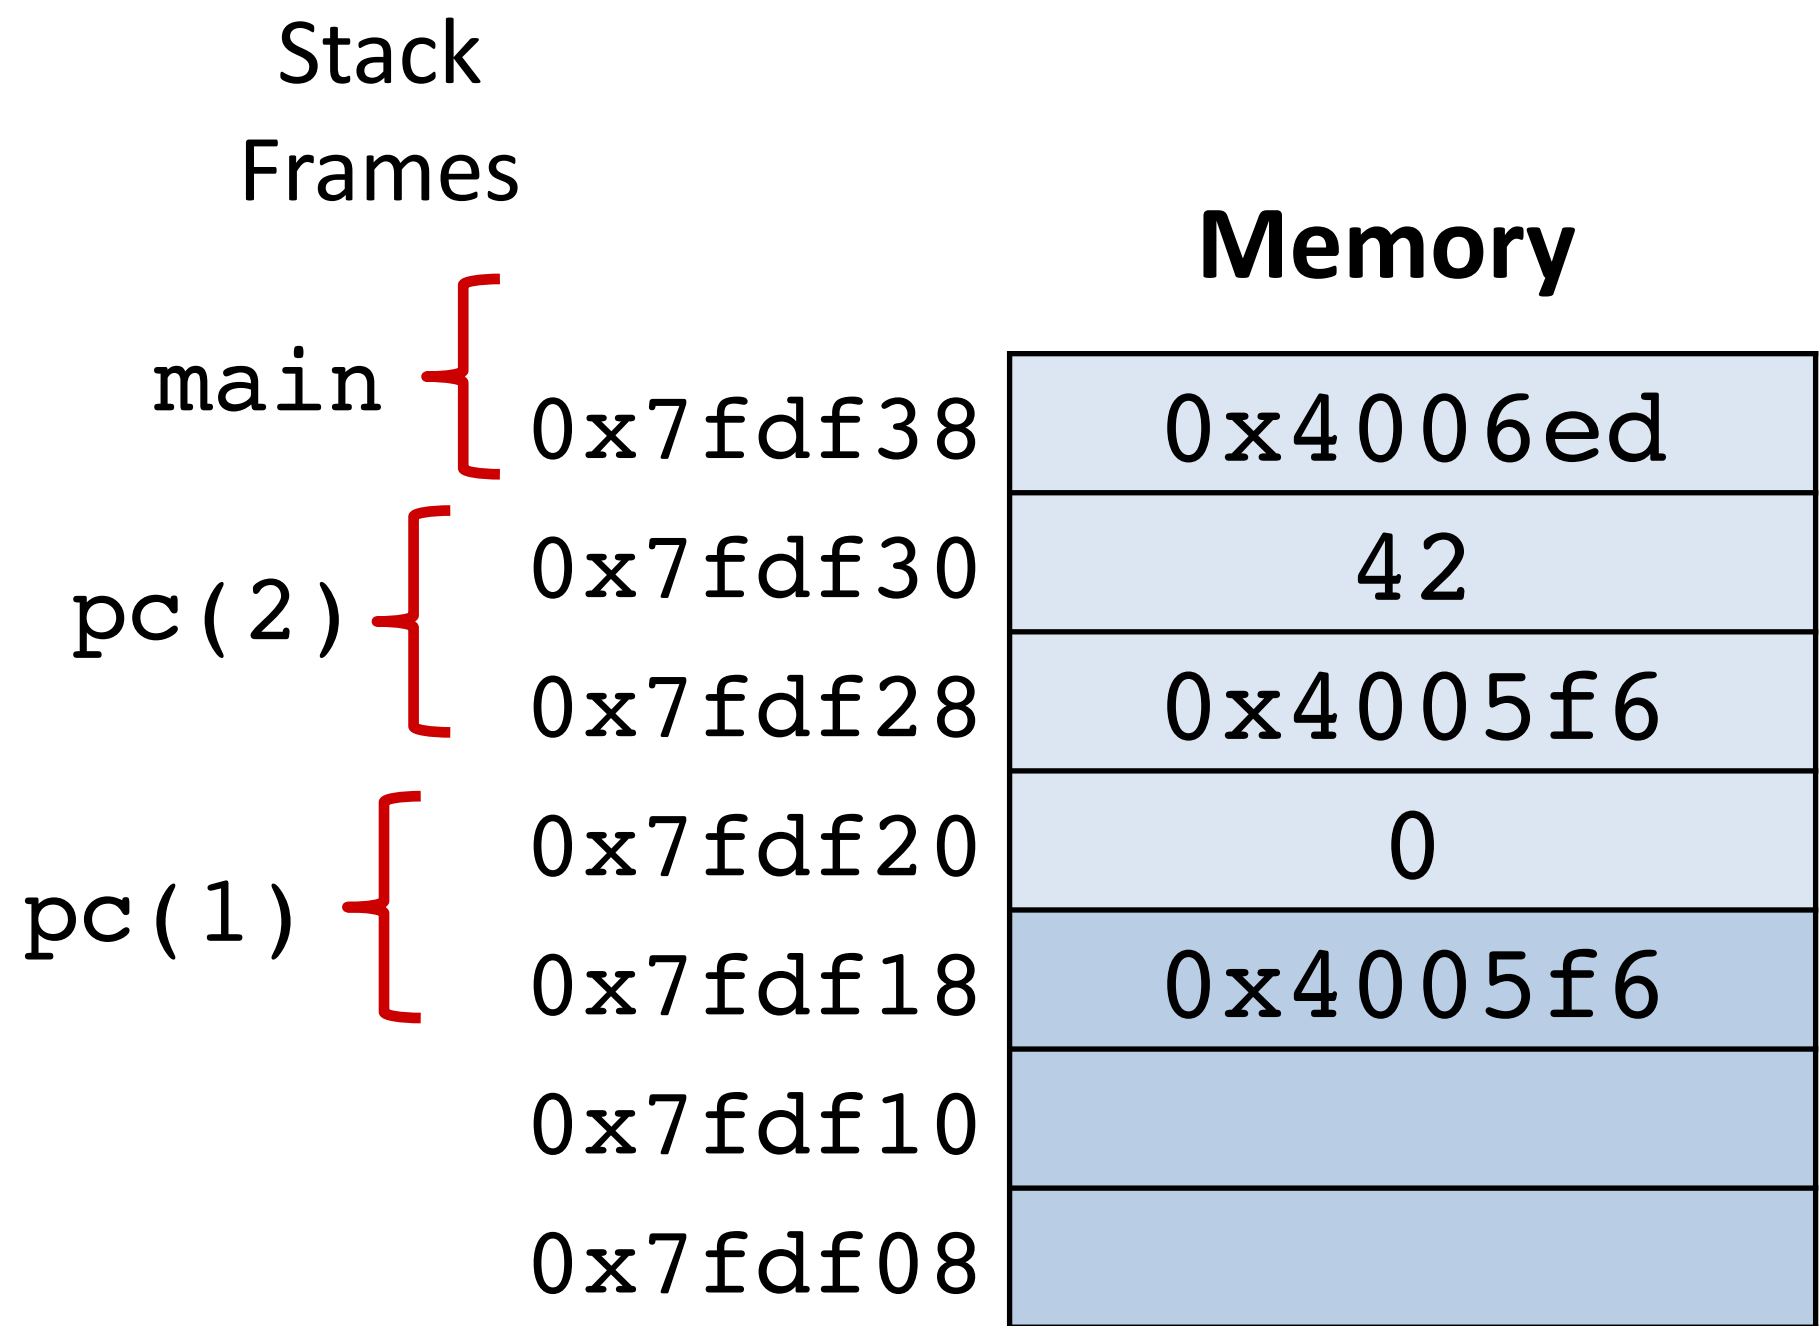 Stack
Frames
Memory
main
0x7fdf38 0x4006ed
0x7fdf30 42
pc(2)
0x7fdf28 0x4005f6
0x7fdf20 0
pc(1)
0x7fdf18 0x4005f6
0x7fdf10
0x7fdf08